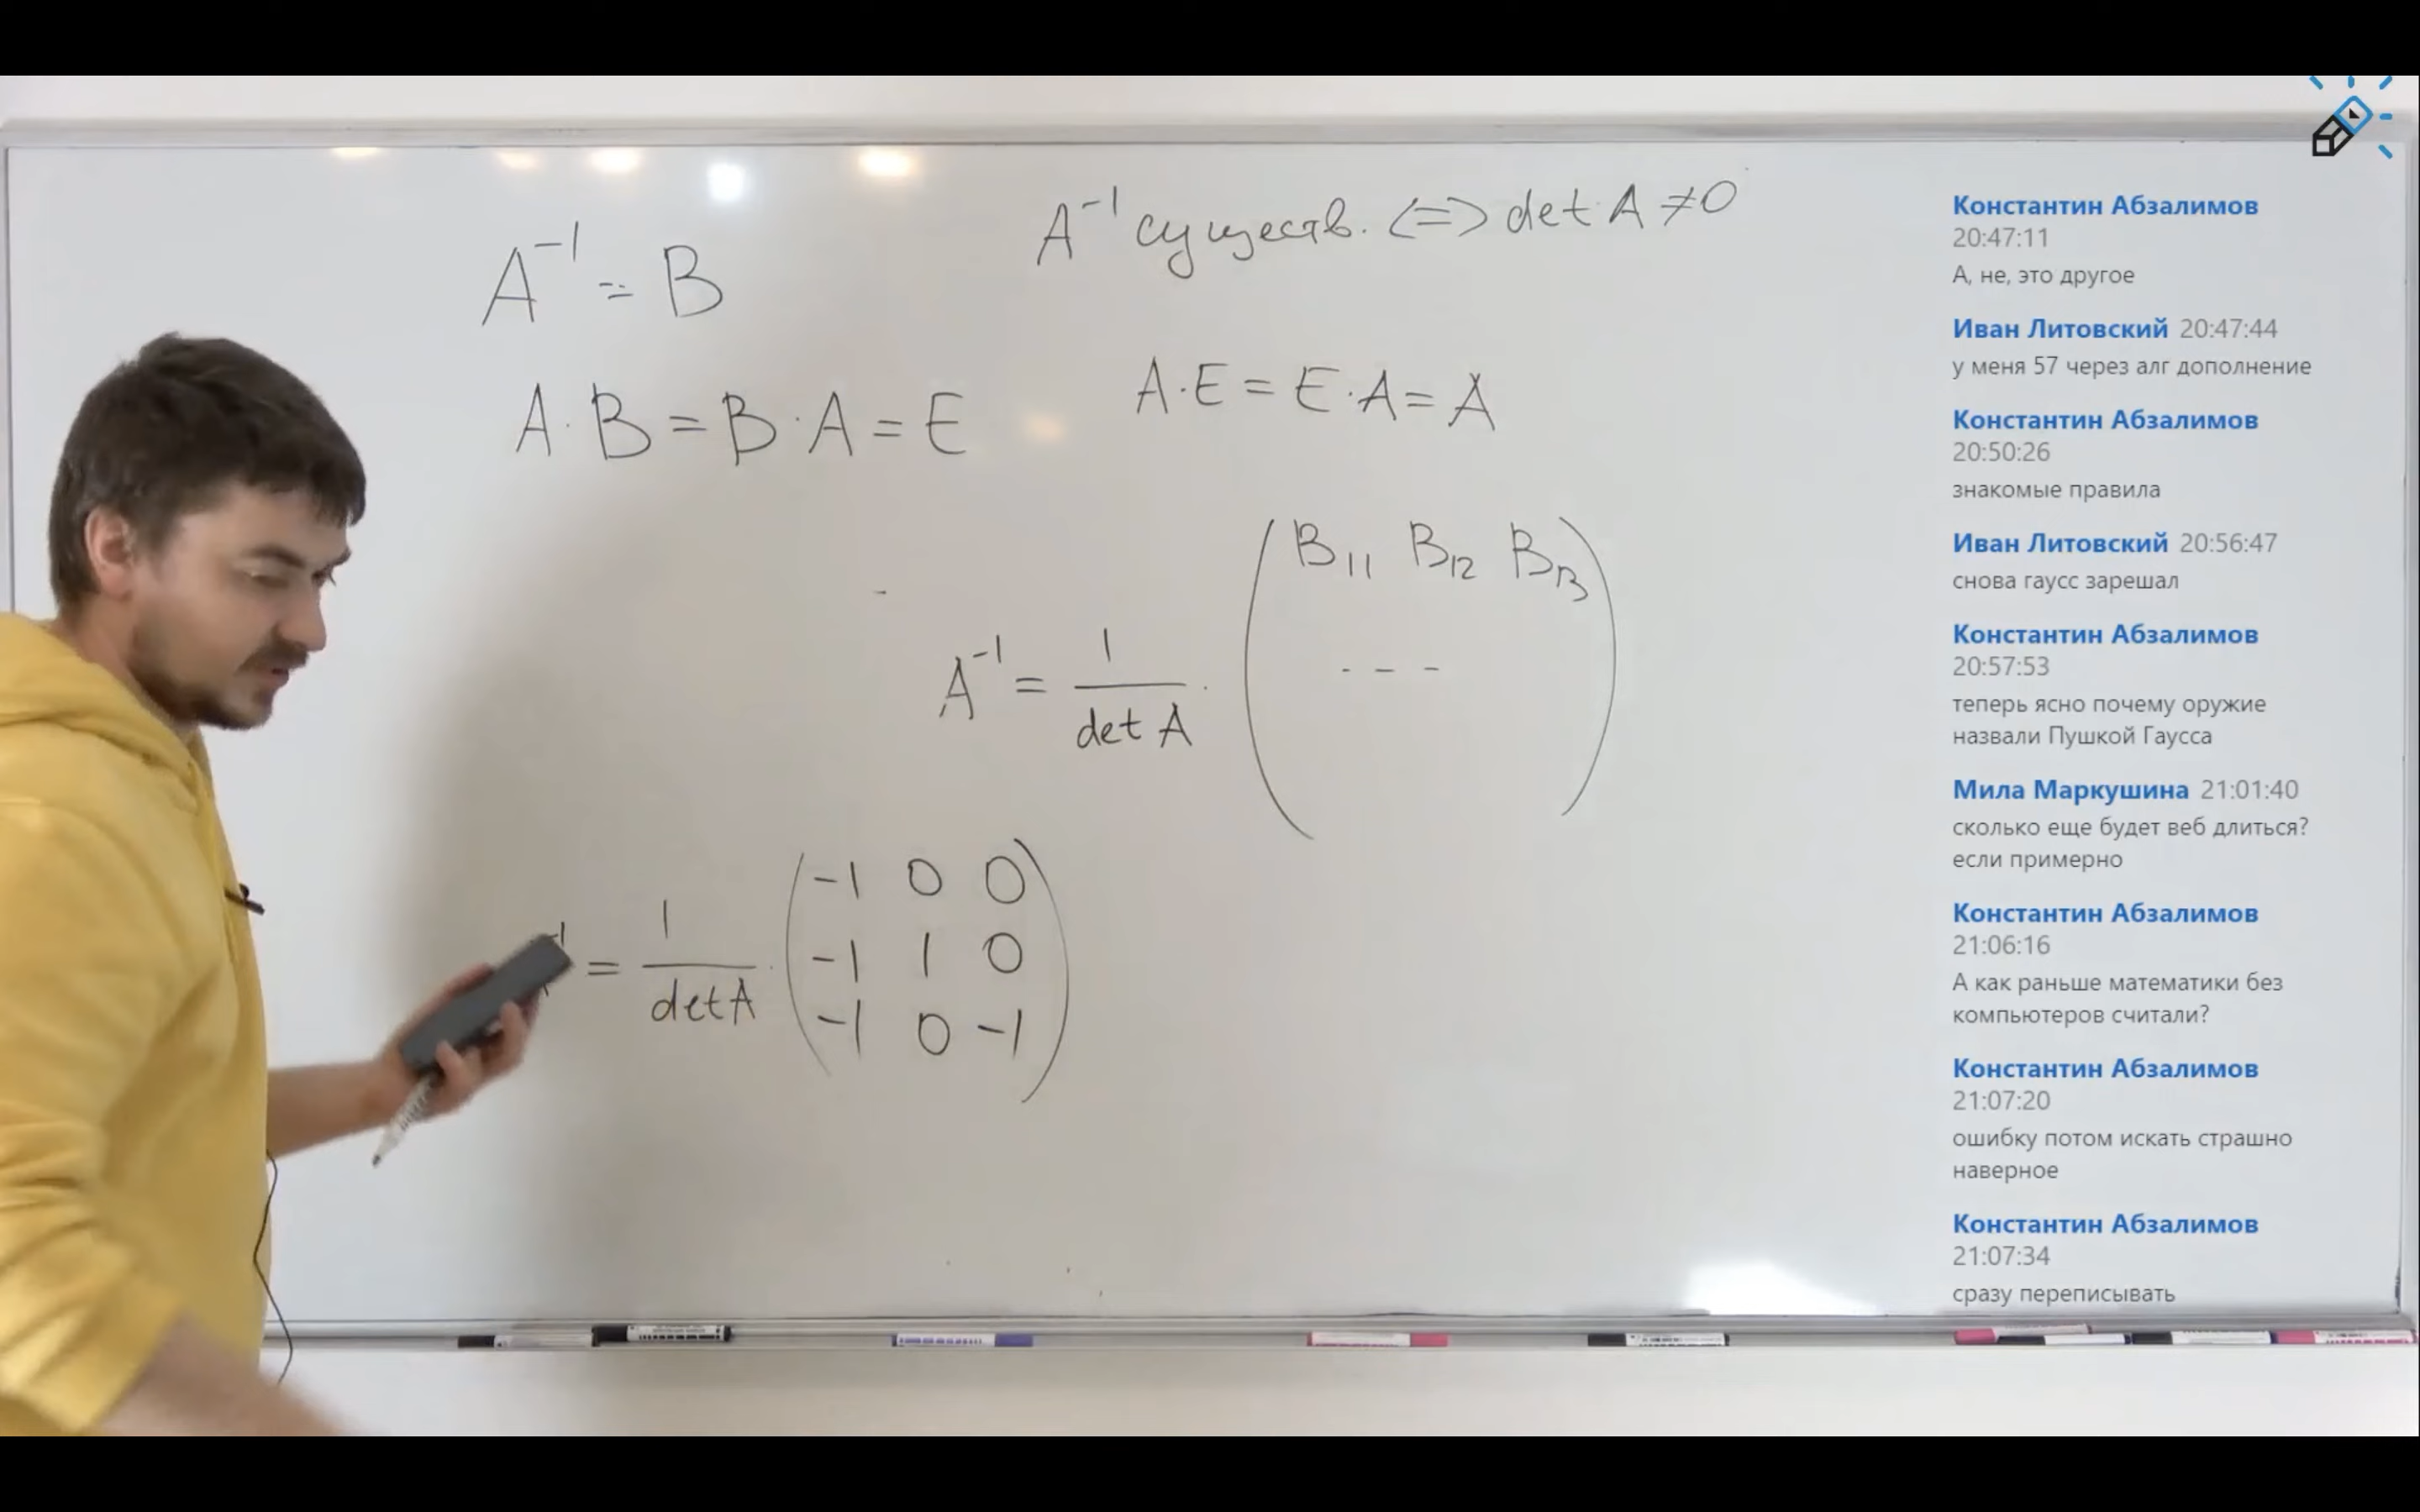 A⁻¹ = B
A⁻¹ существ. <=> det A ≠ 0
A · B = B · A = E
A · E = E · A = A
B₁₁ B₁₂ B₁₃
A⁻¹ = 1/det A ·
- - -
⁻¹ = 1/det A ·
-1 0 0
-1 1 0
-1 0 -1
Константин Абзалимов
20:47:11
А, не, это другое
Иван Литовский 20:47:44
у меня 57 через алг дополнение
Константин Абзалимов
20:50:26
знакомые правила
Иван Литовский 20:56:47
снова гаусс зарешал
Константин Абзалимов
20:57:53
теперь ясно почему оружие
назвали Пушкой Гаусса
Мила Маркушина 21:01:40
сколько еще будет веб длиться?
если примерно
Константин Абзалимов
21:06:16
А как раньше математики без
компьютеров считали?
Константин Абзалимов
21:07:20
ошибку потом искать страшно
наверное
Константин Абзалимов
21:07:34
сразу переписывать